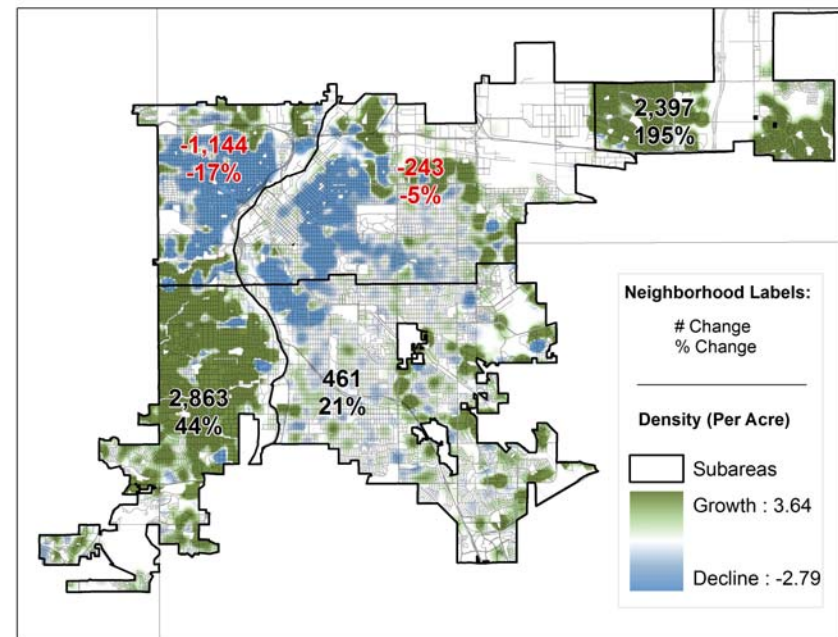 2,397
195%
-1,144
-17%
-243
-5%
2,863
44%
461
21%
Neighborhood Labels:
# Change
% Change
Density (Per Acre)
Subareas
Growth : 3.64
Decline : -2.79